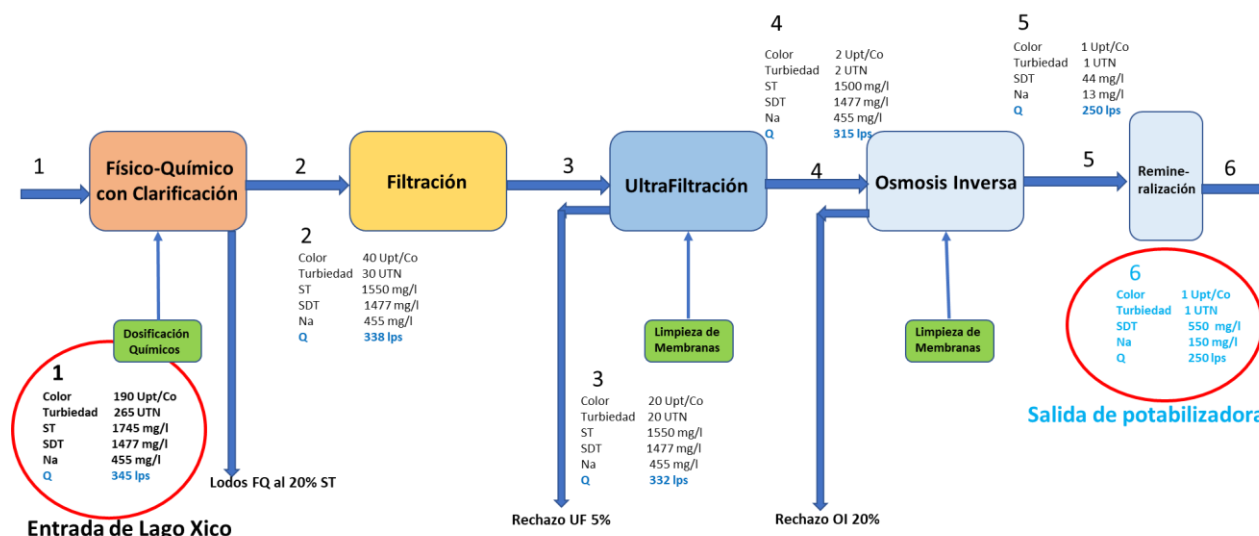 4
Color 2 Upt/Co
Turbiedad 2 UTN
ST 1500 mg/l
SDT 1477 mg/l
Na 455 mg/l
Q 315 lps
5
Color 1 Upt/Co
Turbiedad 1 UTN
SDT 44 mg/l
Na 13 mg/l
Q 250 lps
1
Físico-Químico
con Clarificación
2
Filtración
3
UltraFiltración
4
Osmosis Inversa
5
Remine-
ralización
6
2
Color 40 Upt/Co
Turbiedad 30 UTN
ST 1550 mg/l
SDT 1477 mg/l
Na 455 mg/l
Q 338 lps
Dosificación
Químicos
Limpieza de
Membranas
Limpieza de
Membranas
6
Color 1 Upt/Co
Turbiedad 1 UTN
SDT 550 mg/l
Na 150 mg/l
Q 250 lps
Salida de potabilizadora
1
Color 190 Upt/Co
Turbiedad 265 UTN
ST 1745 mg/l
SDT 1477 mg/l
Na 455 mg/l
Q 345 lps
3
Color 20 Upt/Co
Turbiedad 20 UTN
ST 1550 mg/l
SDT 1477 mg/l
Na 455 mg/l
Q 332 lps
Lodos FQ al 20% ST
Rechazo UF 5%
Rechazo OI 20%
Entrada de Lago Xico